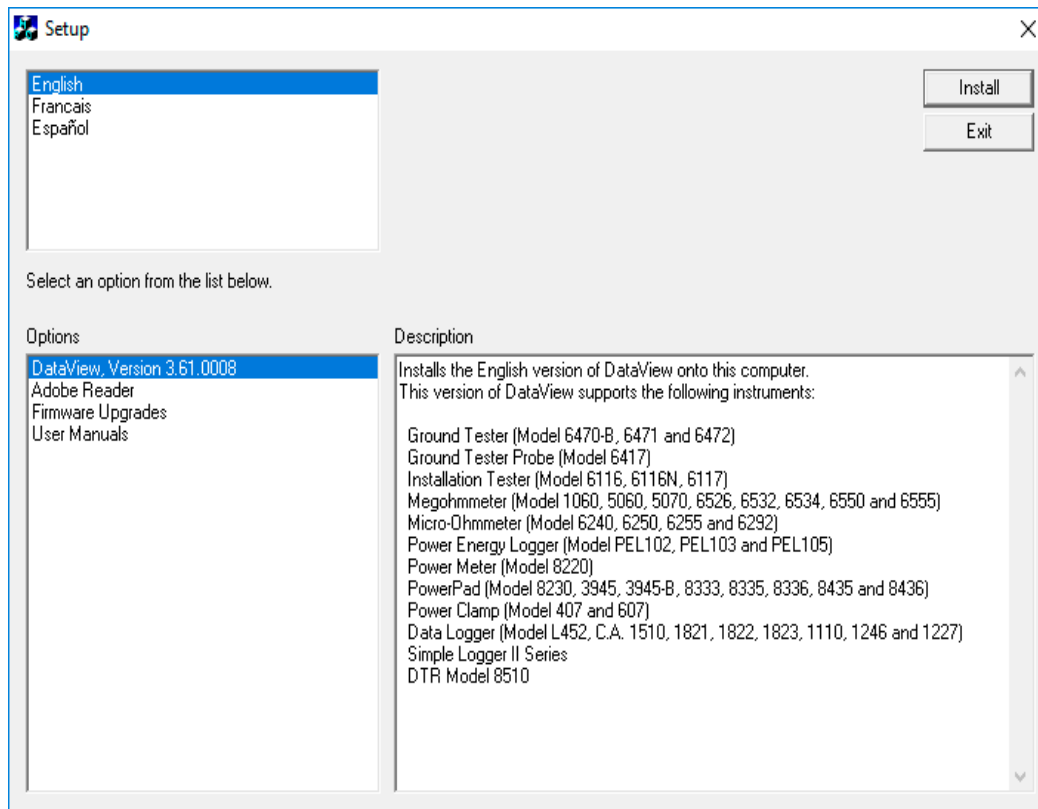 Setup
English
Francais
Español
Install
Exit
Select an option from the list below.
Options
DataView, Version 3.61.0008
Adobe Reader
Firmware Upgrades
User Manuals
Description
Installs the English version of DataView onto this computer.
This version of DataView supports the following instruments:
Ground Tester (Model 6470-B, 6471 and 6472)
Ground Tester Probe (Model 6417)
Installation Tester (Model 6116, 6116N, 6117)
Megohmmeter (Model 1060, 5060, 5070, 6526, 6532, 6534, 6550 and 6555)
Micro-Ohmmeter (Model 6240, 6250, 6255 and 6292)
Power Energy Logger (Model PEL102, PEL103 and PEL105)
Power Meter (Model 8220)
PowerPad (Model 8230, 3945, 3945-B, 8333, 8335, 8336, 8435 and 8436)
Power Clamp (Model 407 and 607)
Data Logger (Model L452, C.A. 1510, 1821, 1822, 1823, 1110, 1246 and 1227)
Simple Logger II Series
DTR Model 8510